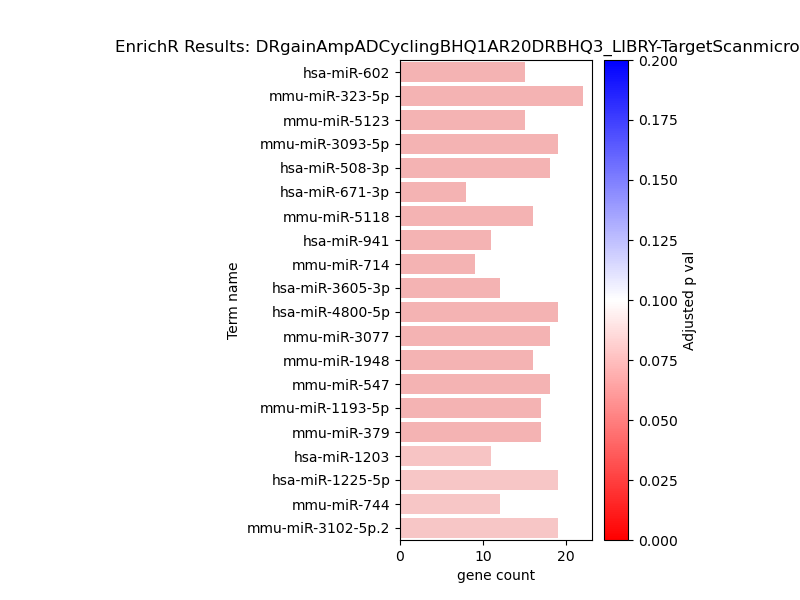 EnrichR Results: DRgainAmpADCyclingBHQ1AR20DRBHQ3_LIBRY-TargetScanmicro
hsa-miR-602
mmu-miR-323-5p
mmu-miR-5123
mmu-miR-3093-5p
hsa-miR-508-3p
hsa-miR-671-3p
mmu-miR-5118
hsa-miR-941
mmu-miR-714
hsa-miR-3605-3p
hsa-miR-4800-5p
mmu-miR-3077
mmu-miR-1948
mmu-miR-547
mmu-miR-1193-5p
mmu-miR-379
hsa-miR-1203
hsa-miR-1225-5p
mmu-miR-744
mmu-miR-3102-5p.2
Term name
0 10 20
gene count
0.200
0.175
0.150
0.125
0.100
0.075
0.050
0.025
0.000
Adjusted p val